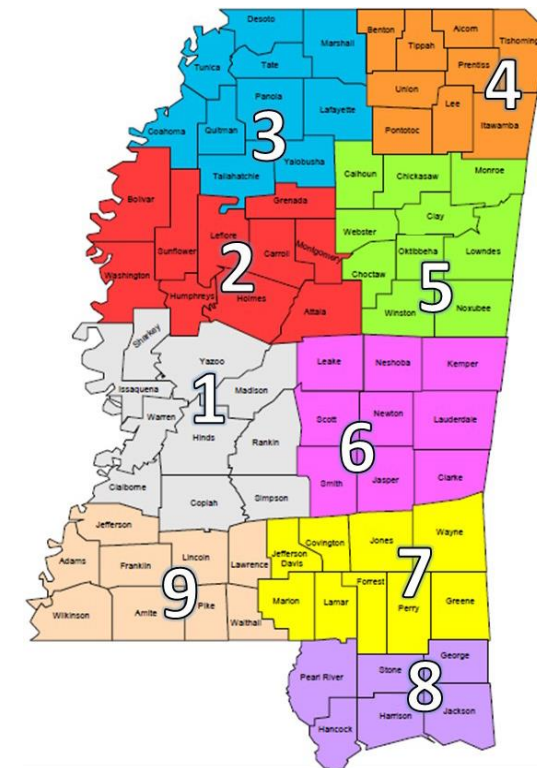 Desoto
Marshall
Tunica
Tate
Panola
Lafayette
Coahoma
Quitman
3
Yalobusha
Tallahatchie
Benton
Alcorn
Tippah
Tishoming
Prentiss
Union
4
Lee
Pontotoc
Itawamba
Bolivar
Grenada
Leflore
Sunflower
Carroll
Montgomery
Washington
2
Humphreys
Holmes
Attala
Calhoun
Chickasaw
Monroe
Clay
Webster
Oktibbeha
Lowndes
Choctaw
5
Winston
Noxubee
Sharkey
Yazoo
Issaquena
Madison
1
Warren
Hinds
Rankin
Claiborne
Copiah
Simpson
Leake
Neshoba
Kemper
Scott
Newton
Lauderdale
6
Smith
Jasper
Clarke
Jefferson
Adams
Franklin
Lincoln
Lawrence
9
Wilkinson
Amite
Pike
Walthall
Jefferson
Davis
Covington
Jones
Wayne
7
Marion
Lamar
Forrest
Perry
Greene
Pearl River
Stone
George
8
Hancock
Harrison
Jackson